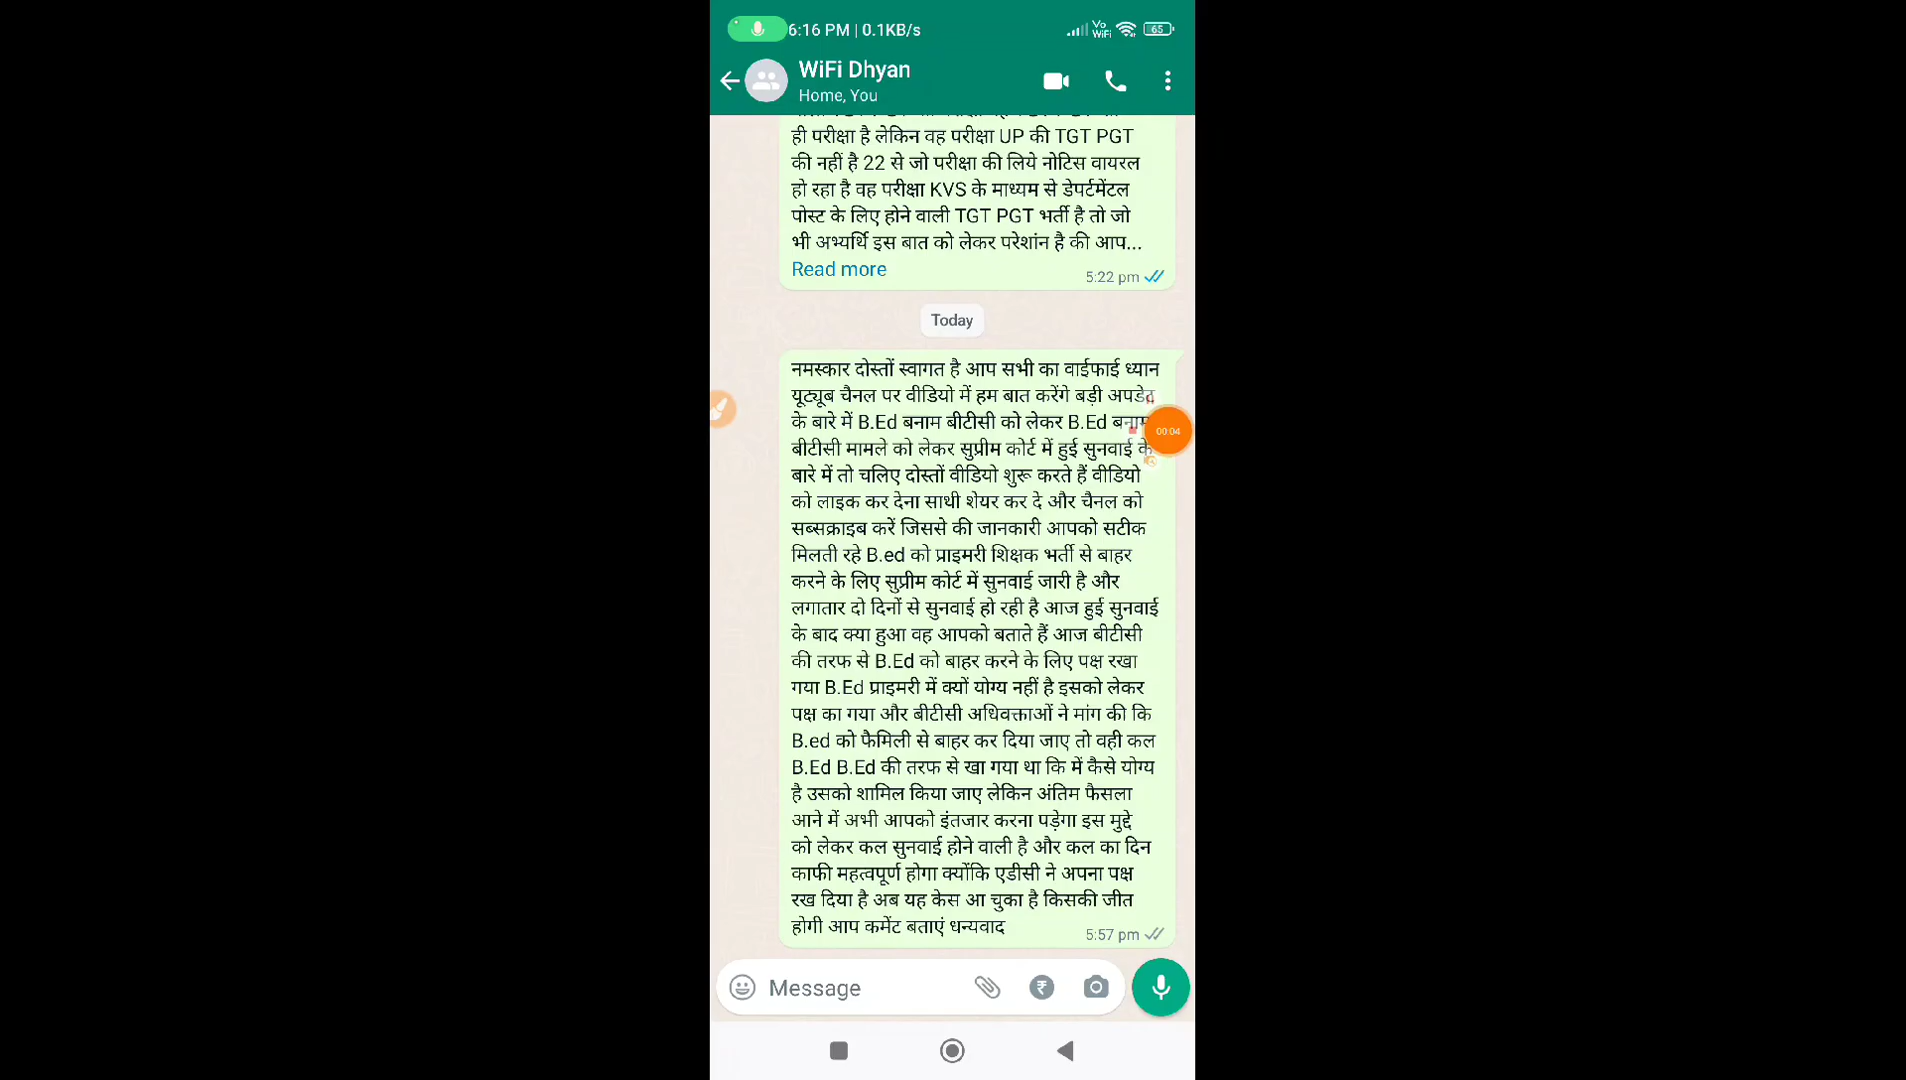 6:16 PM | 0.1KB/s
Vo
WiFi
65
WiFi Dhyan
Home, You
ही परीक्षा है लेकिन वह परीक्षा UP की TGT PGT
की नहीं है 22 से जो परीक्षा की लिये नोटिस वायरल
हो रहा है वह परीक्षा KVS के माध्यम से डेपर्टमेंटल
पोस्ट के लिए होने वाली TGT PGT भर्ती है तो जो
भी अभ्यर्थि इस बात को लेकर परेशांन है की आप...
Read more
5:22 pm
Today
नमस्कार दोस्तों स्वागत है आप सभी का वाईफाई ध्यान
यूट्यूब चैनल पर वीडियो में हम बात करेंगे बड़ी अपडेट
के बारे में B.Ed बनाम बीटीसी को लेकर B.Ed बनाम
बीटीसी मामले को लेकर सुप्रीम कोर्ट में हुई सुनवाई के
00:04
बारे में तो चलिए दोस्तों वीडियो शुरू करते हैं वीडियो
को लाइक कर देना साथी शेयर कर दे और चैनल को
सब्सक्राइब करें जिससे की जानकारी आपको सटीक
मिलती रहे B.ed को प्राइमरी शिक्षक भर्ती से बाहर
करने के लिए सुप्रीम कोर्ट में सुनवाई जारी है और
लगातार दो दिनों से सुनवाई हो रही है आज हुई सुनवाई
के बाद क्या हुआ वह आपको बताते हैं आज बीटीसी
की तरफ से B.Ed को बाहर करने के लिए पक्ष रखा
गया B.Ed प्राइमरी में क्यों योग्य नहीं है इसको लेकर
पक्ष का गया और बीटीसी अधिवक्ताओं ने मांग की कि
B.ed को फैमिली से बाहर कर दिया जाए तो वही कल
B.Ed B.Ed की तरफ से खा गया था कि में कैसे योग्य
है उसको शामिल किया जाए लेकिन अंतिम फैसला
आने में अभी आपको इंतजार करना पड़ेगा इस मुद्दे
को लेकर कल सुनवाई होने वाली है और कल का दिन
काफी महत्वपूर्ण होगा क्योंकि एडीसी ने अपना पक्ष
रख दिया है अब यह केस आ चुका है किसकी जीत
होगी आप कमेंट बताएं धन्यवाद
5:57 pm
Message